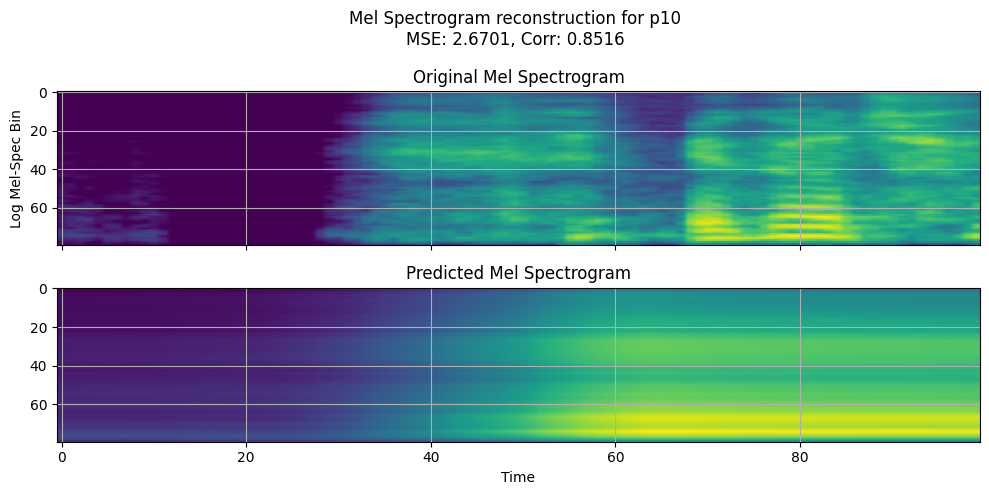 Mel Spectrogram reconstruction for p10
MSE: 2.6701, Corr: 0.8516
Original Mel Spectrogram
0
20
40
60
Log Mel-Spec Bin
Predicted Mel Spectrogram
0
20
40
60
0 20 40 60 80
Time